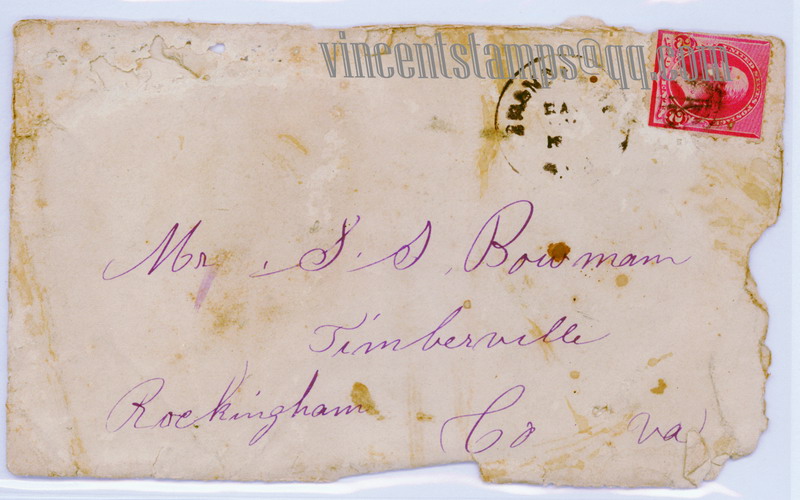 vincentstamps@qq.com
Mr. S. S. Bowman
Timberville
Rockingham Co Va